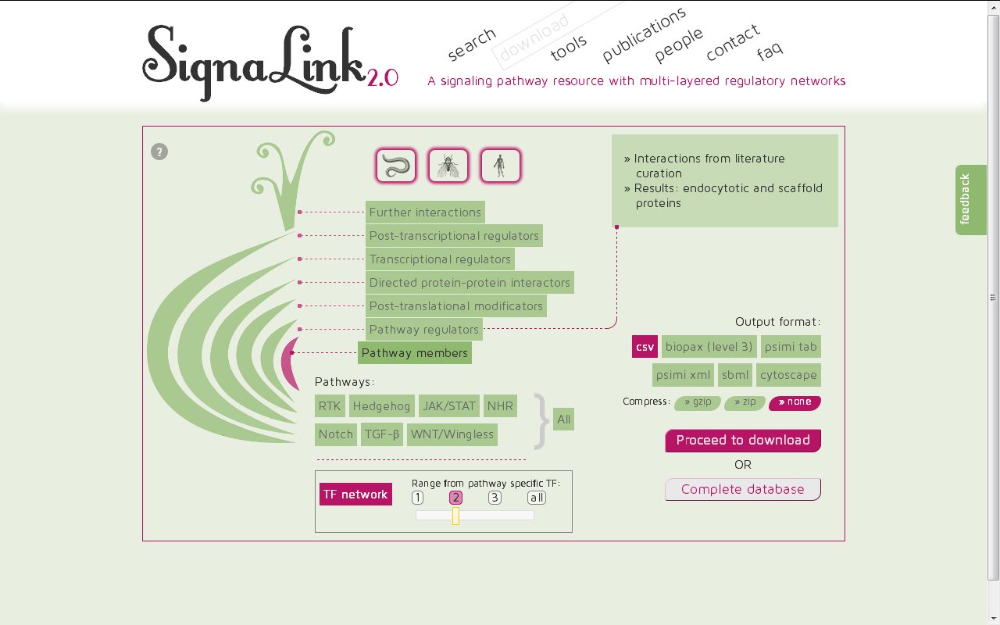 SignaLink 2.0
search
download
tools
publications
people
contact
faq
A signaling pathway resource with multi-layered regulatory networks
?
» Interactions from literature
curation
» Results: endocytotic and scaffold
proteins
feedback
Further interactions
Post-transcriptional regulators
Transcriptional regulators
Directed protein-protein interactors
Post-translational modificators
Pathway regulators
Pathway members
Pathways:
RTK Hedgehog JAK/STAT NHR
Notch TGF-β WNT/Wingless
} All
TF network
Range from pathway specific TF:
1 2 3 all
Output format:
csv biopax (level 3) psimi tab
psimi xml sbml cytoscape
Compress: » gzip » zip » none
Proceed to download
OR
Complete database